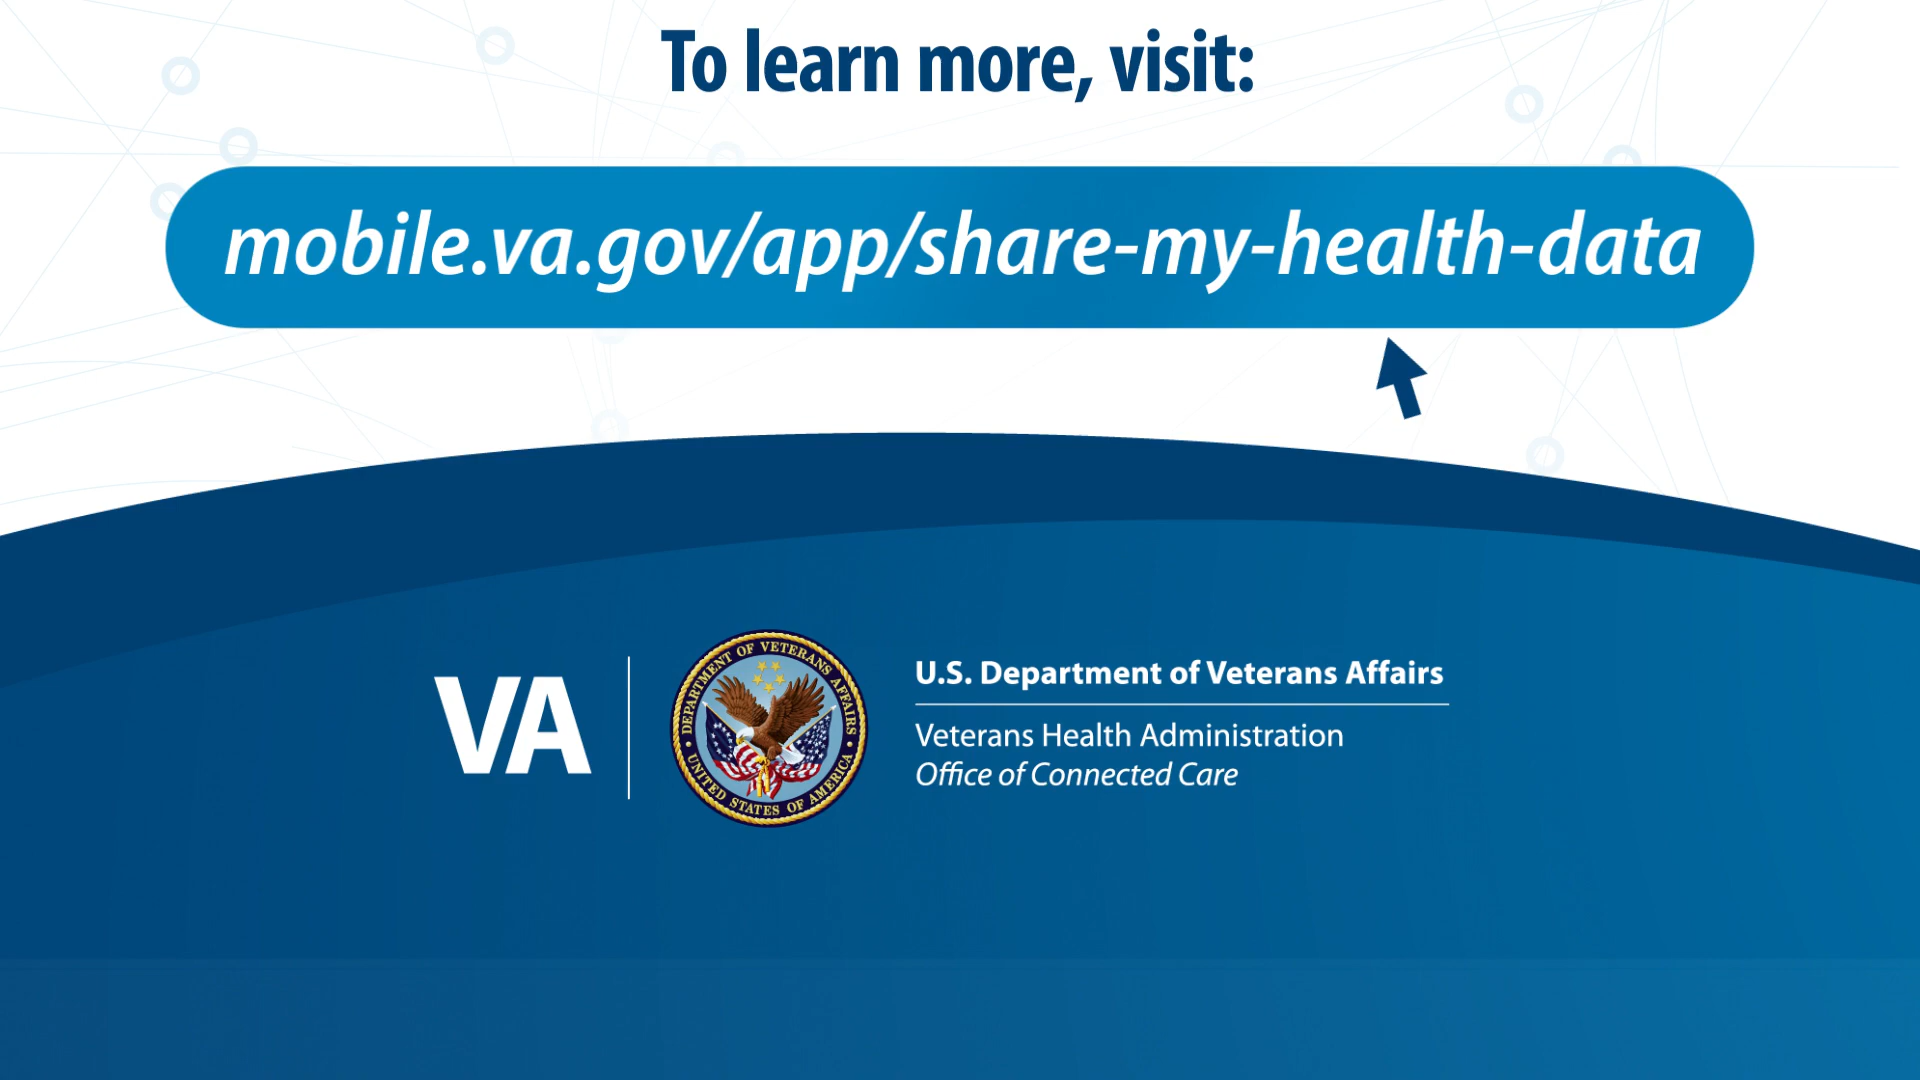 To learn more, visit:
mobile.va.gov/app/share-my-health-data
VA
DEPARTMENT OF VETERANS AFFAIRS
UNITED STATES OF AMERICA
U.S. Department of Veterans Affairs
Veterans Health Administration
Office of Connected Care